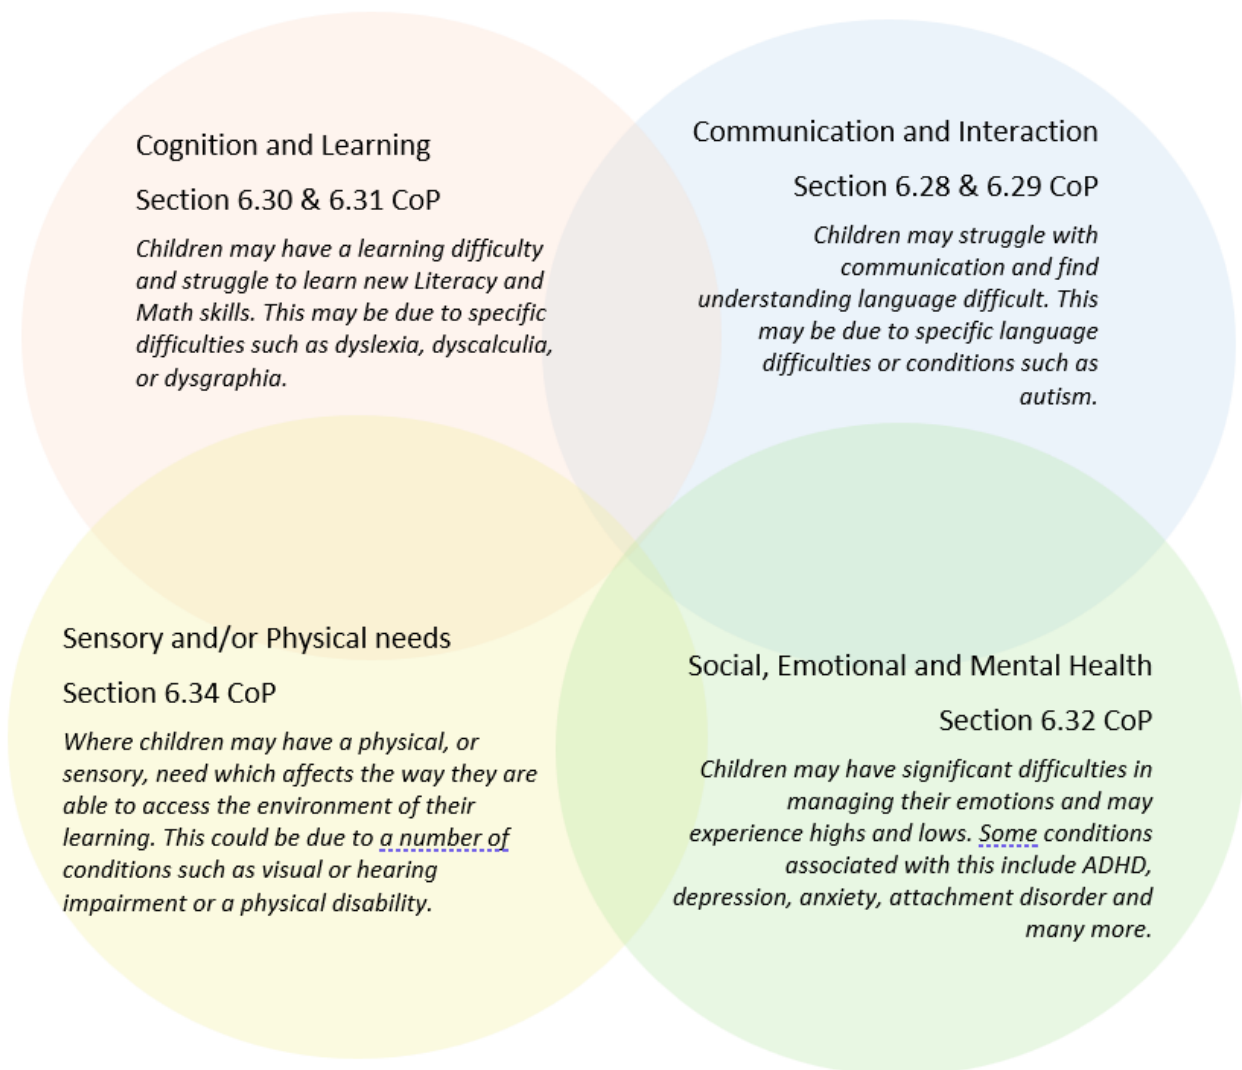 Cognition and Learning
Section 6.30 & 6.31 CoP
Children may have a learning difficulty
and struggle to learn new Literacy and
Math skills. This may be due to specific
difficulties such as dyslexia, dyscalculia,
or dysgraphia.
Communication and Interaction
Section 6.28 & 6.29 CoP
Children may struggle with
communication and find
understanding language difficult. This
may be due to specific language
difficulties or conditions such as
autism.
Sensory and/or Physical needs
Section 6.34 CoP
Where children may have a physical, or
sensory, need which affects the way they are
able to access the environment of their
learning. This could be due to a number of
conditions such as visual or hearing
impairment or a physical disability.
Social, Emotional and Mental Health
Section 6.32 CoP
Children may have significant difficulties in
managing their emotions and may
experience highs and lows. Some conditions
associated with this include ADHD,
depression, anxiety, attachment disorder and
many more.